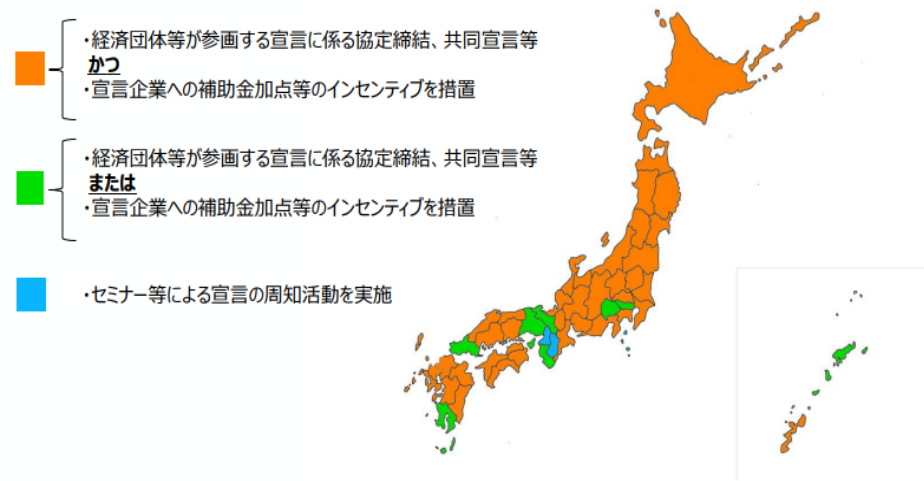 ・経済団体等が参画する宣言に係る協定締結、共同宣言等
かつ
・宣言企業への補助金加点等のインセンティブを措置
・経済団体等が参画する宣言に係る協定締結、共同宣言等
または
・宣言企業への補助金加点等のインセンティブを措置
・セミナー等による宣言の周知活動を実施